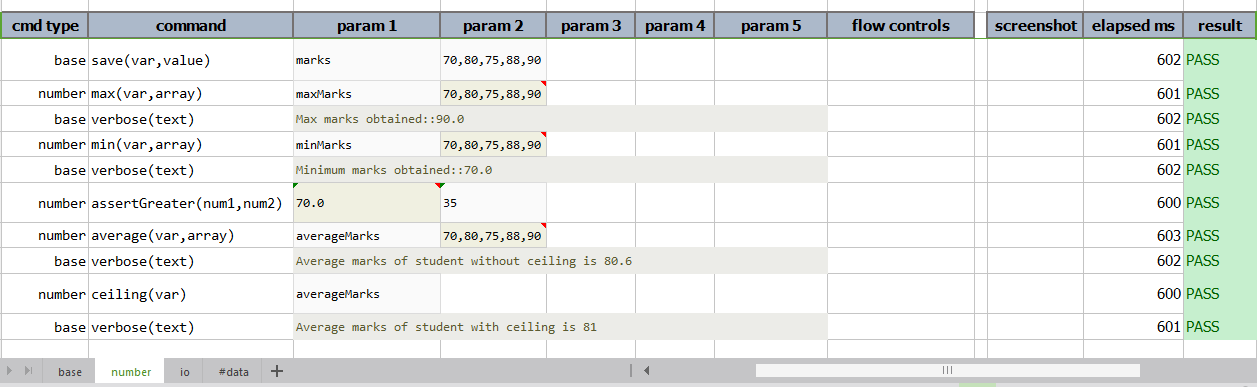 cmd type command param 1 param 2 param 3 param 4 param 5 flow controls screenshot elapsed ms result
base save(var,value) marks 70,80,75,88,90 602 PASS
number max(var,array) maxMarks 70,80,75,88,90 601 PASS
base verbose(text) Max marks obtained::90.0 602 PASS
number min(var,array) minMarks 70,80,75,88,90 601 PASS
base verbose(text) Minimum marks obtained::70.0 602 PASS
number assertGreater(num1,num2) 70.0 35 600 PASS
number average(var,array) averageMarks 70,80,75,88,90 603 PASS
base verbose(text) Average marks of student without ceiling is 80.6 602 PASS
number ceiling(var) averageMarks 600 PASS
base verbose(text) Average marks of student with ceiling is 81 601 PASS
base number io #data